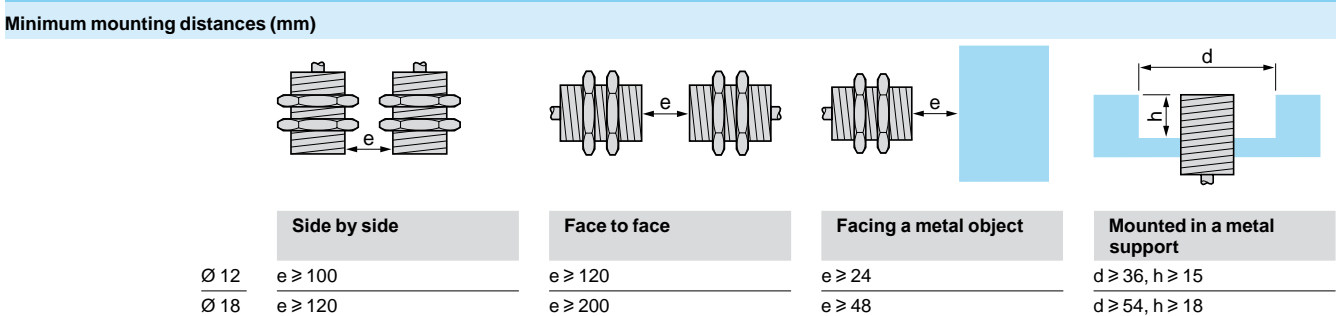 Minimum mounting distances (mm)
e
e
e
d
h
Side by side
Face to face
Facing a metal object
Mounted in a metal
support
Ø 12 e ⩾ 100 e ⩾ 120 e ⩾ 24 d ⩾ 36, h ⩾ 15
Ø 18 e ⩾ 120 e ⩾ 200 e ⩾ 48 d ⩾ 54, h ⩾ 18